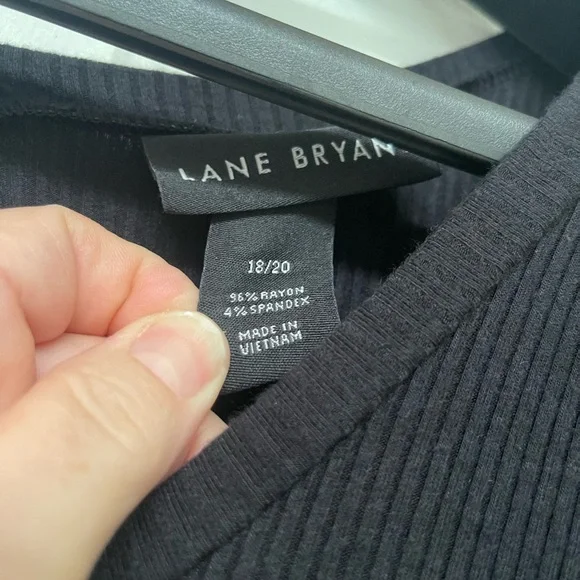 LANE BRYAN
18/20
96% RAYON
4% SPANDEX
MADE IN
VIETNAM